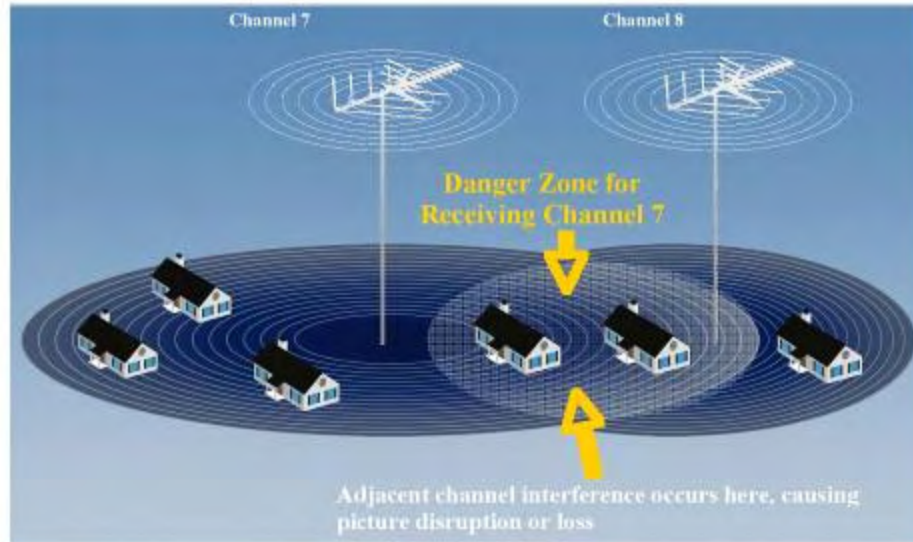 Channel 7
Channel 8
Danger Zone for
Receiving Channel 7
Adjacent channel interference occurs here, causing
picture disruption or loss